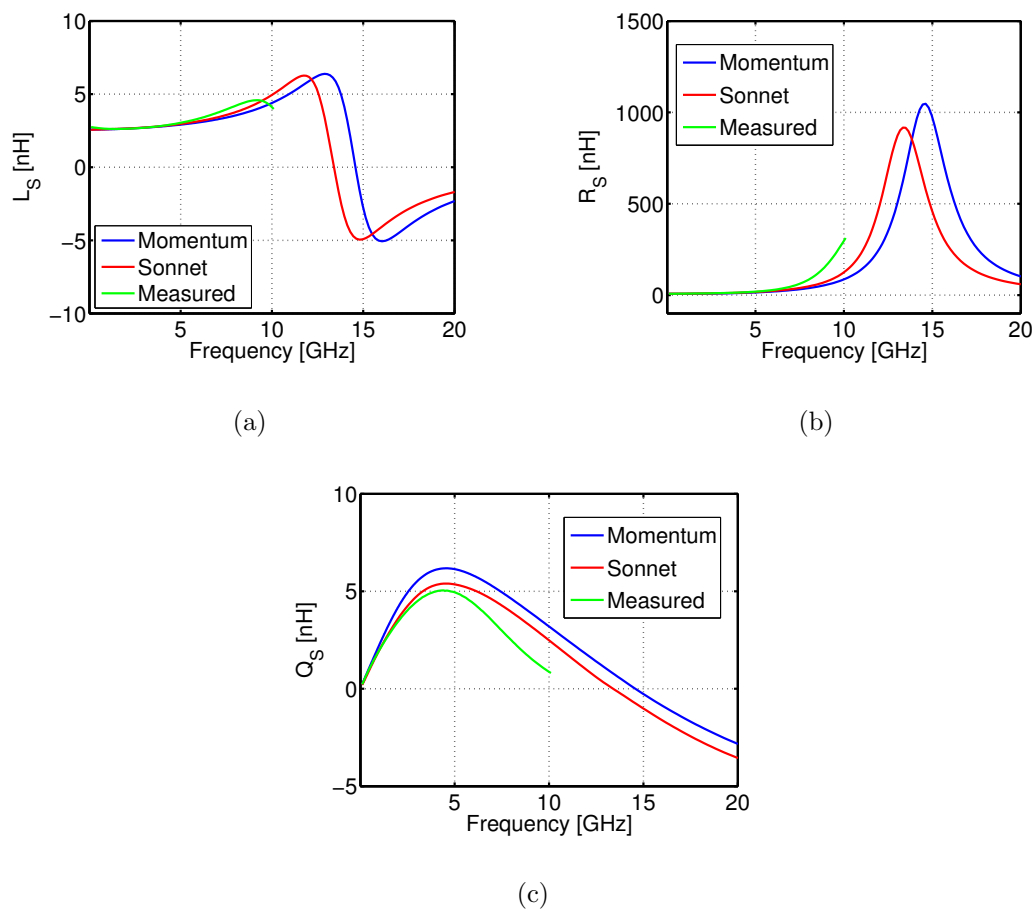 10
5
0
−5
−10
L_S [nH]
Momentum
Sonnet
Measured
5 10 15 20
Frequency [GHz]
(a)
1500
1000
500
0
R_S [nH]
Momentum
Sonnet
Measured
5 10 15 20
Frequency [GHz]
(b)
10
5
0
−5
Q_S [nH]
Momentum
Sonnet
Measured
5 10 15 20
Frequency [GHz]
(c)